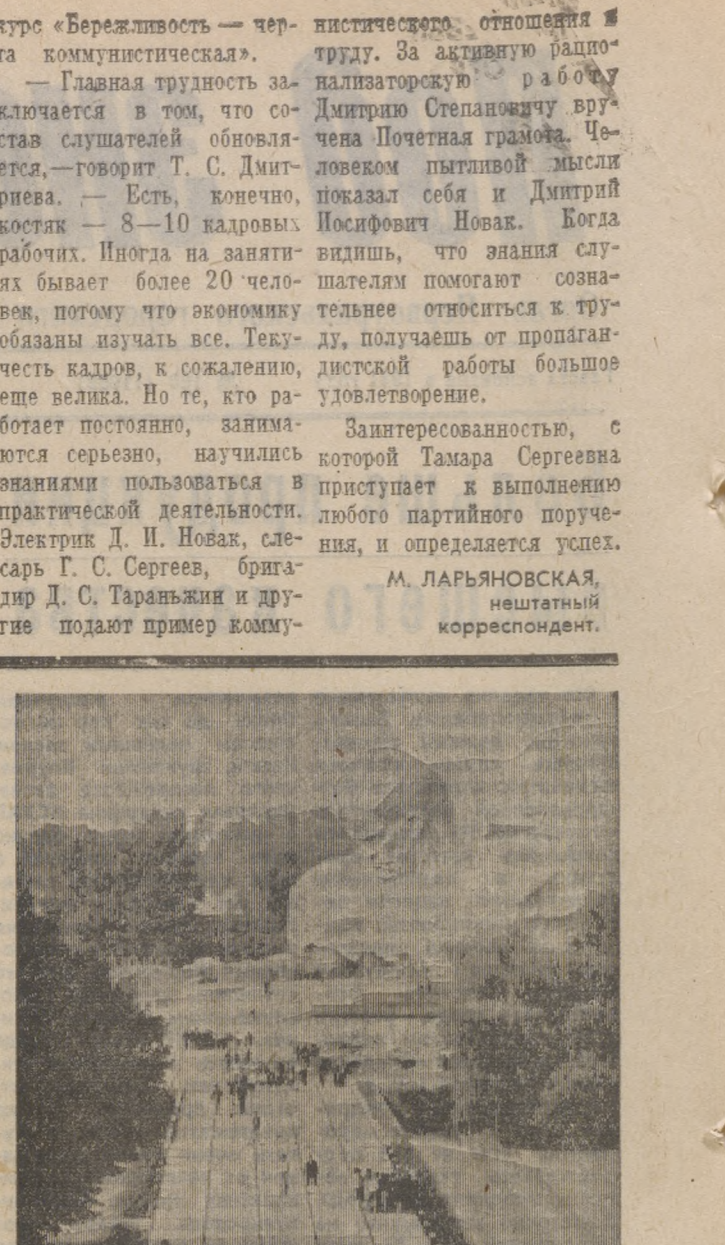 курс «Бережливость — чер-
та коммунистическая».
— Главная трудность за-
ключается в том, что со-
став слушателей обновля-
ется,—говорит Т. С. Дмит-
риева. — Есть, конечно,
костяк — 8—10 кадровых
рабочих. Иногда на заняти-
ях бывает более 20 чело-
век, потому что экономику
обязаны изучать все. Теку-
честь кадров, к сожалению,
еще велика. Но те, кто ра-
ботает постоянно, занима-
ются серьезно, научились
знаниями пользоваться в
практической деятельности.
Электрик Д. И. Новак, сле-
сарь Г. С. Сергеев, брига-
дир Д. С. Тараньжин и дру-
гие подают пример комму-
нистического отношения к
труду. За активную рацио-
нализаторскую работу
Дмитрию Степановичу вру-
чена Почетная грамота. Че-
ловеком пытливой мысли
показал себя и Дмитрий
Иосифович Новак. Когда
видишь, что знания слу-
шателям помогают созна-
тельнее относиться к тру-
ду, получаешь от пропаган-
дистской работы большое
удовлетворение.
Заинтересованностью, с
которой Тамара Сергеевна
приступает к выполнению
любого партийного поруче-
ния, и определяется успех.
М. ЛАРЬЯНОВСКАЯ,
нештатный
корреспондент.